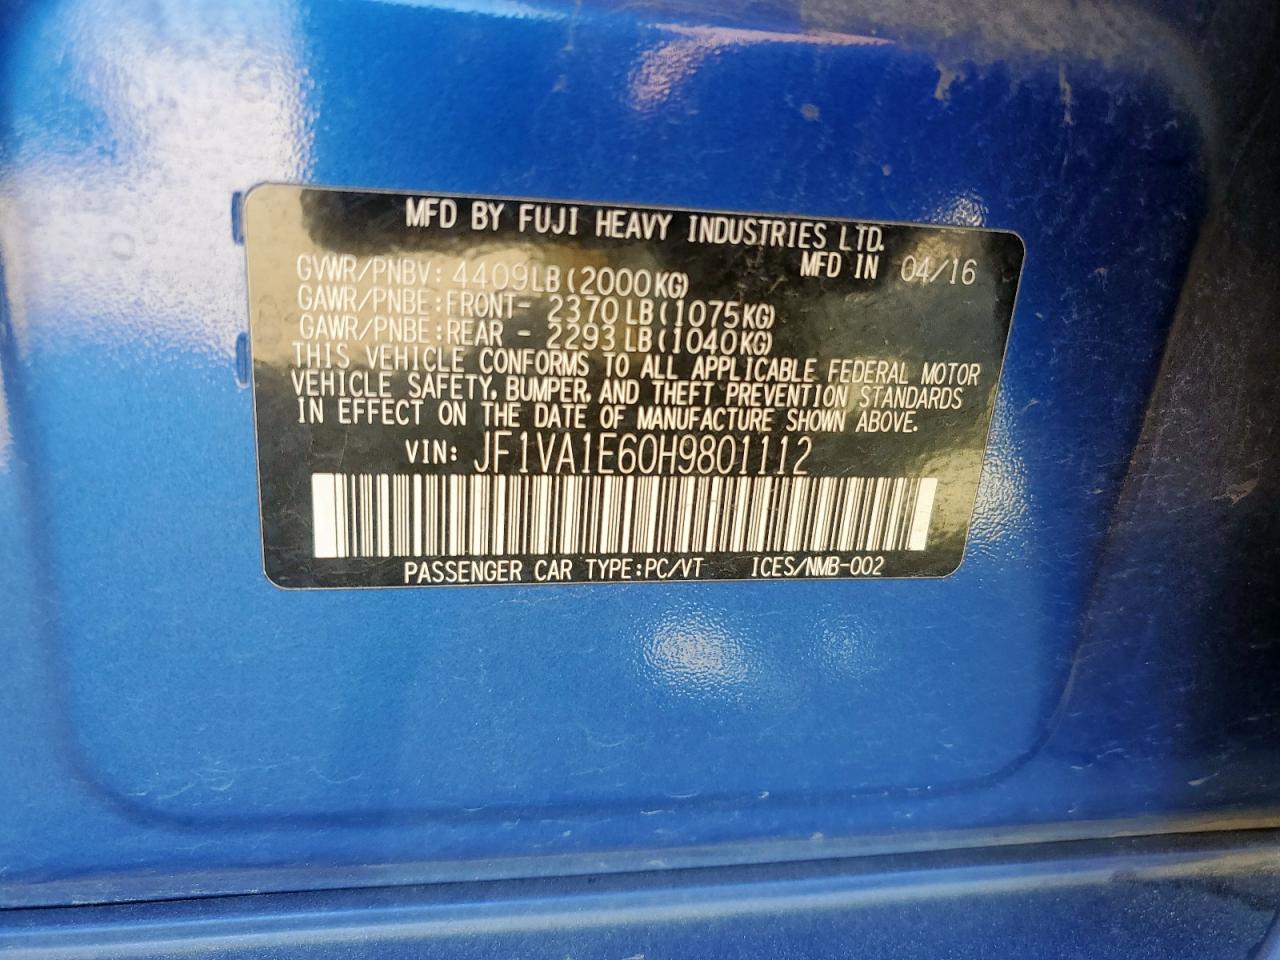 MFD BY FUJI HEAVY INDUSTRIES LTD.
MFD IN 04/16
GVWR/PNBV: 4409LB(2000KG)
GAWR/PNBE:FRONT- 2370LB(1075KG)
GAWR/PNBE:REAR - 2293LB(1040KG)
THIS VEHICLE CONFORMS TO ALL APPLICABLE FEDERAL MOTOR
VEHICLE SAFETY, BUMPER, AND THEFT PREVENTION STANDARDS
IN EFFECT ON THE DATE OF MANUFACTURE SHOWN ABOVE.
VIN: JF1VA1E60H9801112
PASSENGER CAR TYPE:PC/VT ICES/NMB-002